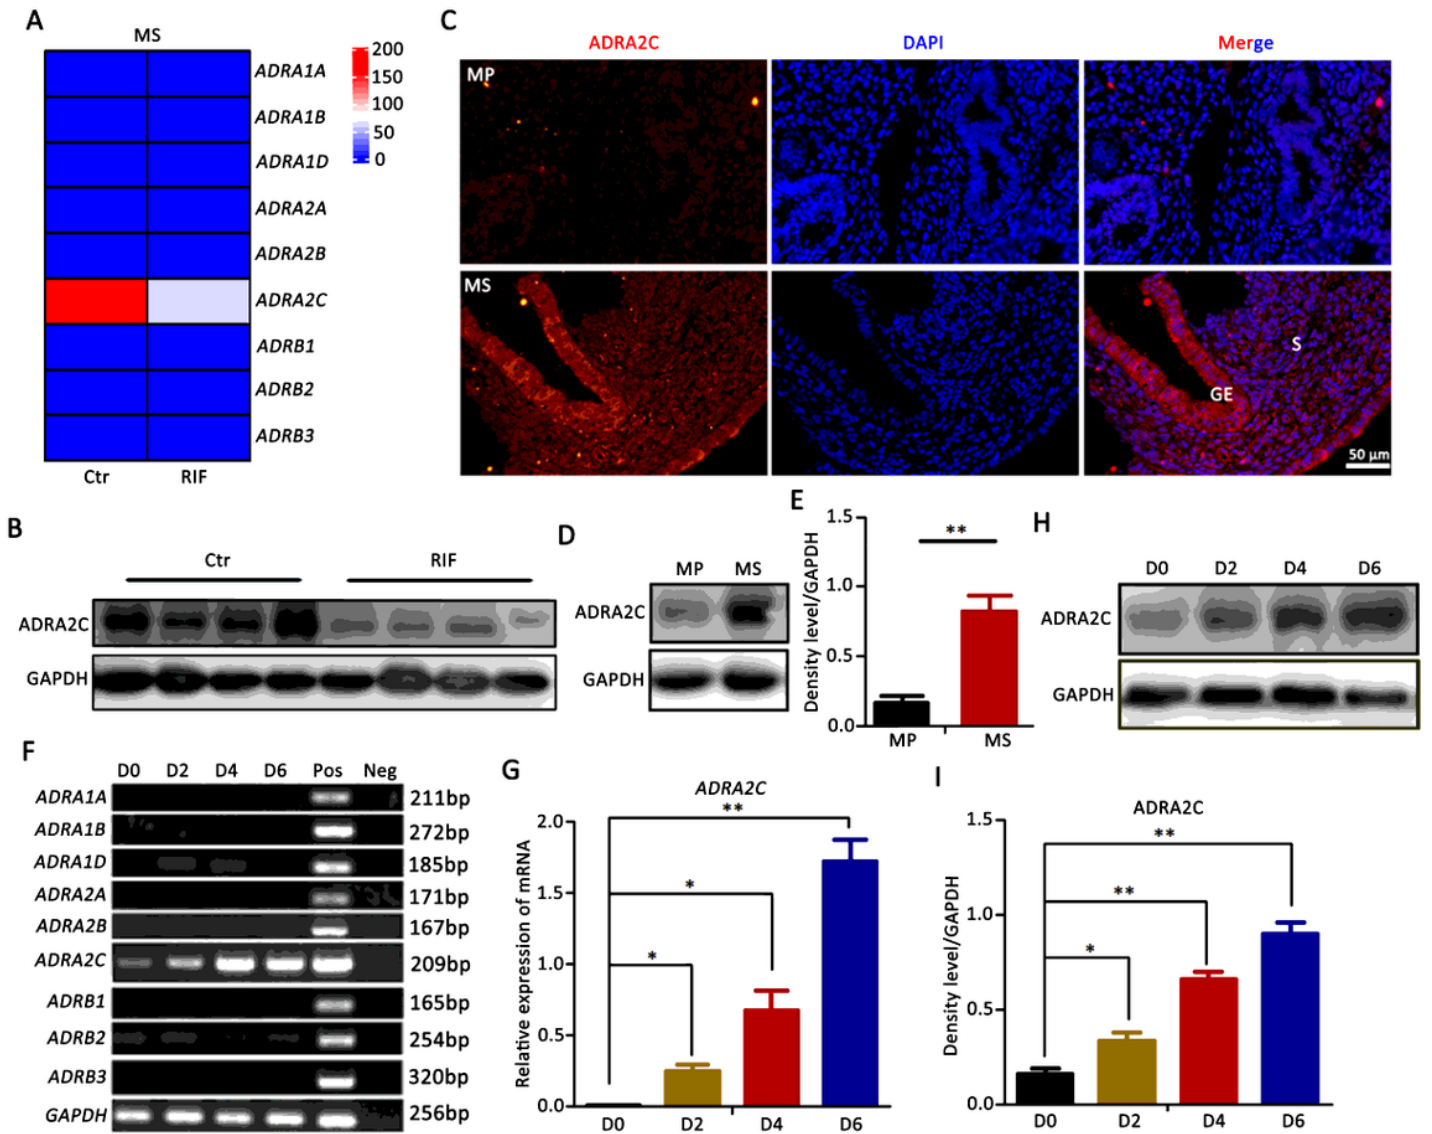 A
MS
200
150
100
50
0
ADRA1A
ADRA1B
ADRA1D
ADRA2A
ADRA2B
ADRA2C
ADRB1
ADRB2
ADRB3
Ctr RIF
C
ADRA2C DAPI Merge
MP
MS
S
GE
50 µm
B
Ctr RIF
ADRA2C
GAPDH
D
MP MS
ADRA2C
GAPDH
E
Density level/GAPDH
1.5
1.0
0.5
0.0
**
MP MS
H
D0 D2 D4 D6
ADRA2C
GAPDH
F
D0 D2 D4 D6 Pos Neg
ADRA1A 211bp
ADRA1B 272bp
ADRA1D 185bp
ADRA2A 171bp
ADRA2B 167bp
ADRA2C 209bp
ADRB1 165bp
ADRB2 254bp
ADRB3 320bp
GAPDH 256bp
G
ADRA2C
Relative expression of mRNA
2.0
1.5
1.0
0.5
0.0
**
*
*
D0 D2 D4 D6
I
ADRA2C
Density level/GAPDH
1.5
1.0
0.5
0.0
**
**
*
D0 D2 D4 D6